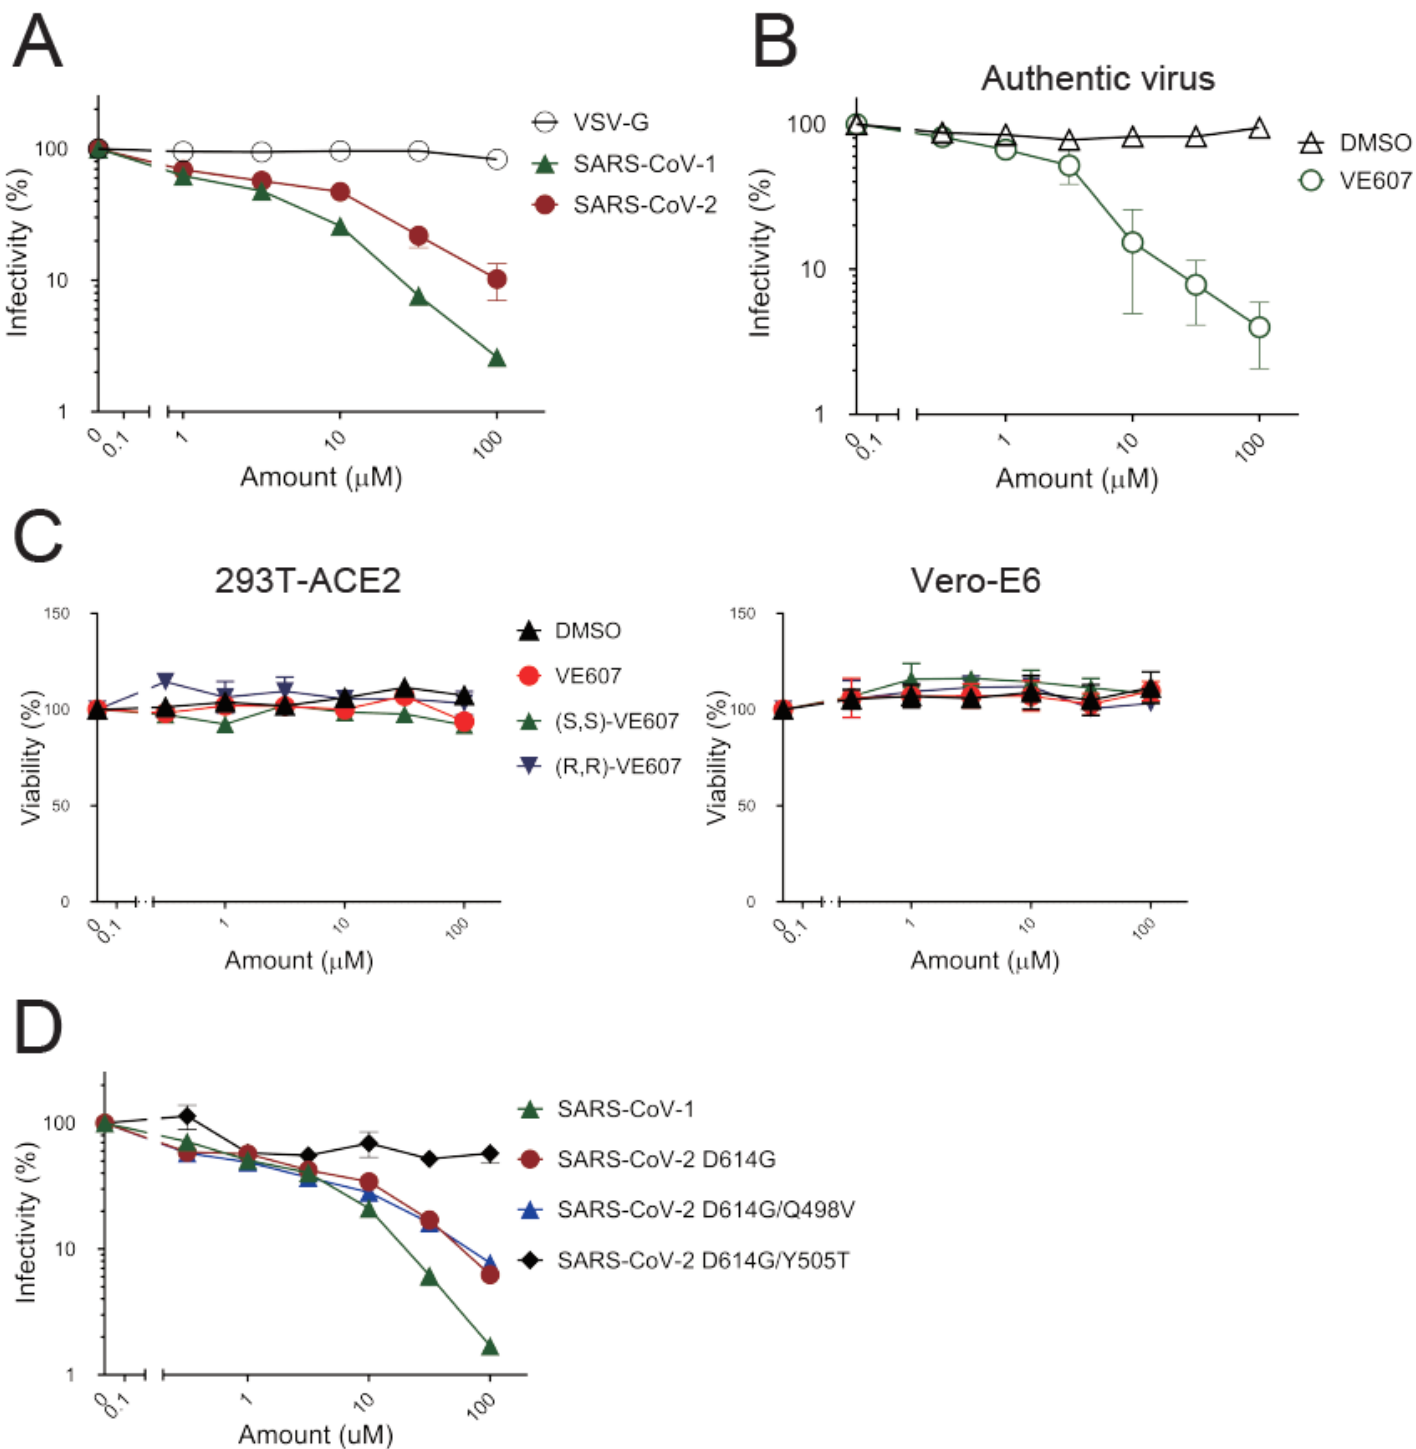 A
Infectivity (%)
100
10
1
0
0.1
1
10
100
Amount (μM)
VSV-G
SARS-CoV-1
SARS-CoV-2
B
Authentic virus
Infectivity (%)
100
10
1
0
0.1
1
10
100
Amount (μM)
DMSO
VE607
C
293T-ACE2
Viability (%)
150
100
50
0
0
0.1
1
10
100
Amount (μM)
DMSO
VE607
(S,S)-VE607
(R,R)-VE607
Vero-E6
Viability (%)
150
100
50
0
0
0.1
1
10
100
Amount (μM)
D
Infectivity (%)
100
10
1
0
0.1
1
10
100
Amount (uM)
SARS-CoV-1
SARS-CoV-2 D614G
SARS-CoV-2 D614G/Q498V
SARS-CoV-2 D614G/Y505T